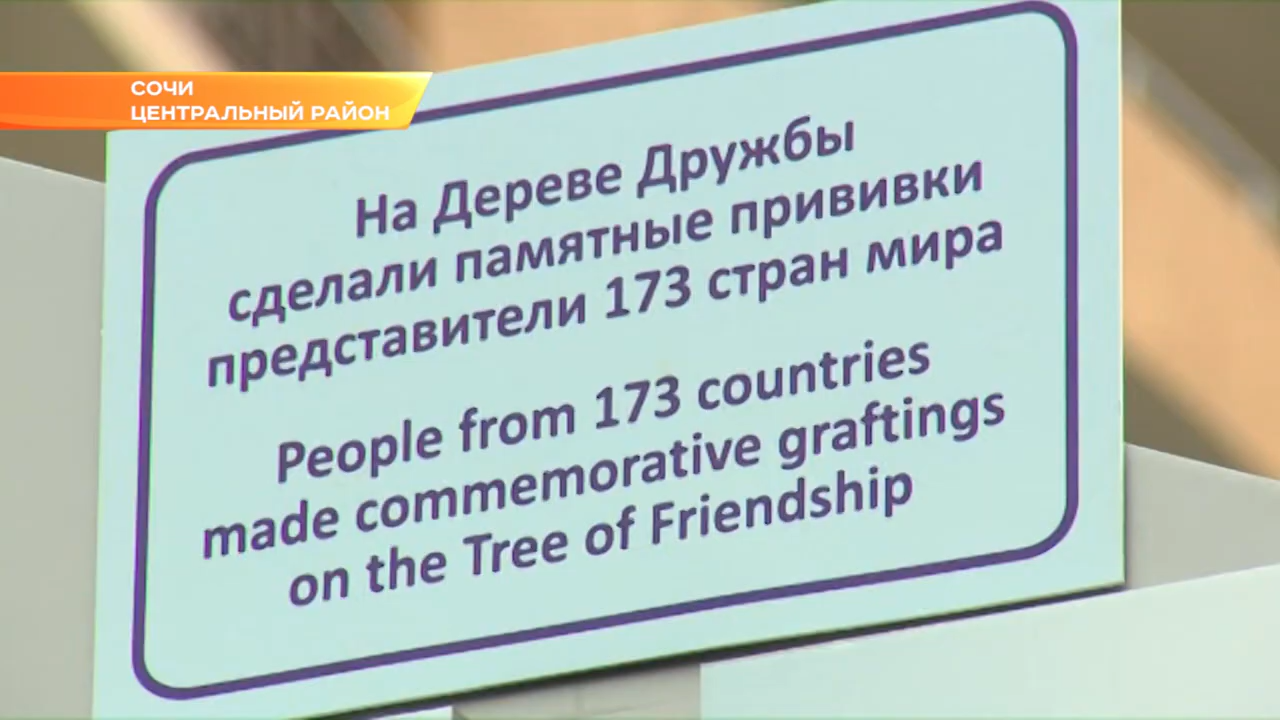 СОЧИ
ЦЕНТРАЛЬНЫЙ РАЙОН
На Дереве Дружбы
сделали памятные прививки
представители 173 стран мира
People from 173 countries
made commemorative graftings
on the Tree of Friendship